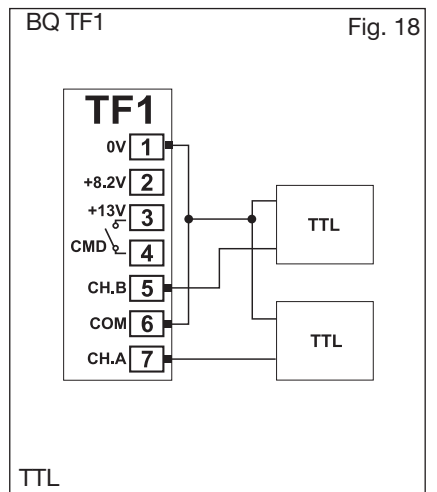 BQ TF1
Fig. 18
TF1
0V 1
+8.2V 2
+13V 3
CMD 4
CH.B 5
COM 6
CH.A 7
TTL
TTL
TTL